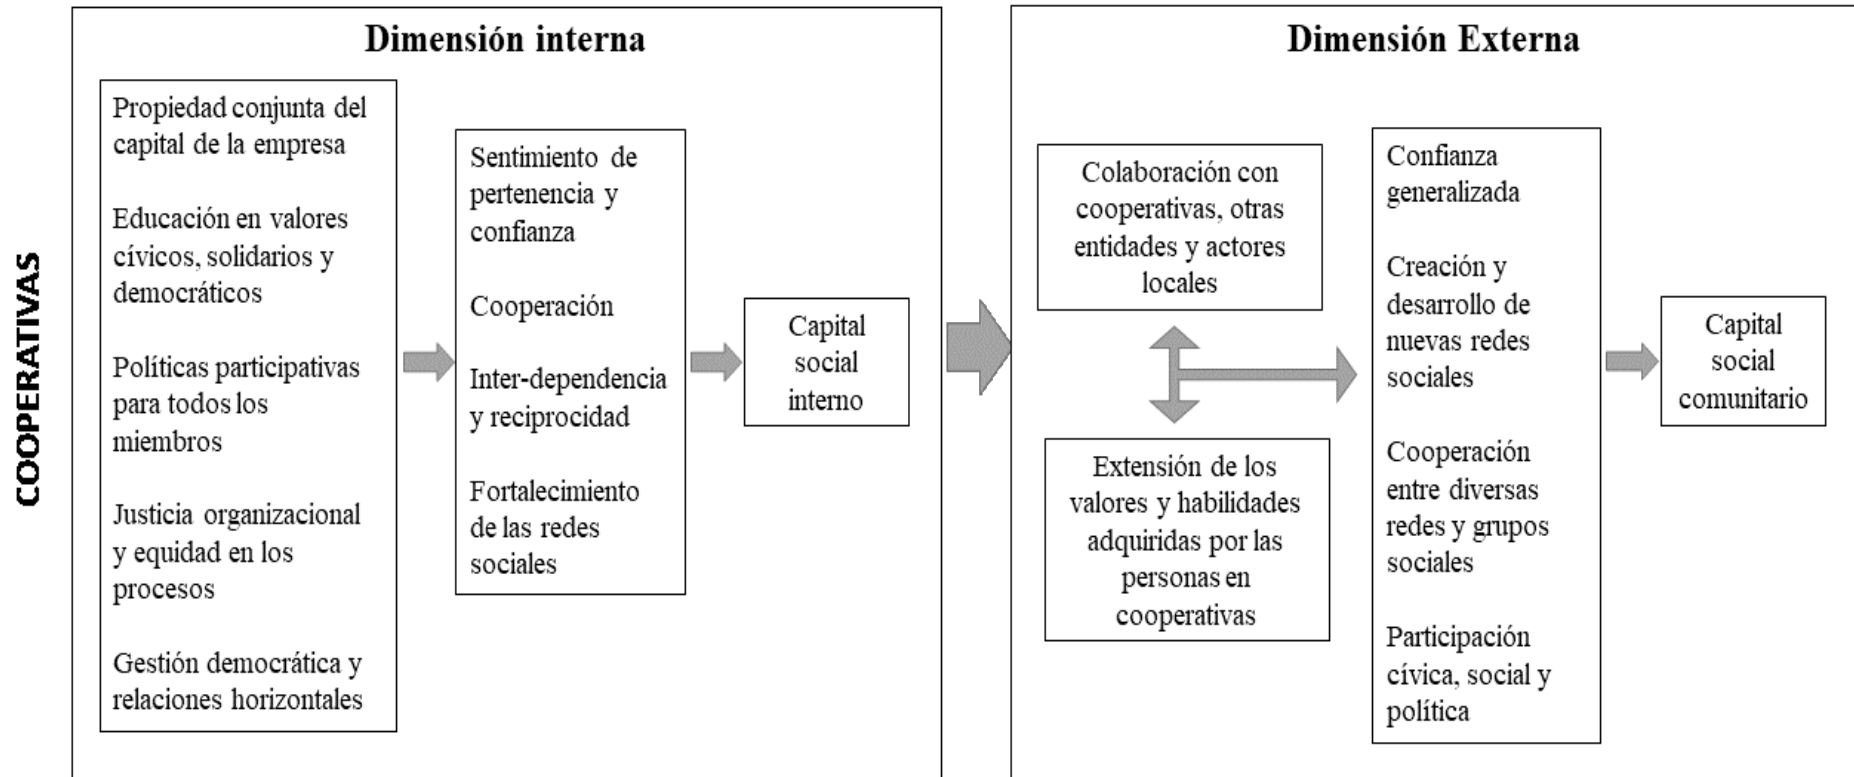 COOPERATIVAS
Dimensión interna
Propiedad conjunta del
capital de la empresa
Educación en valores
cívicos, solidarios y
democráticos
Políticas participativas
para todos los
miembros
Justicia organizacional
y equidad en los
procesos
Gestión democrática y
relaciones horizontales
Sentimiento de
pertenencia y
confianza
Cooperación
Inter-dependencia
y reciprocidad
Fortalecimiento
de las redes
sociales
Capital
social
interno
Dimensión Externa
Colaboración con
cooperativas, otras
entidades y actores
locales
Extensión de los
valores y habilidades
adquiridas por las
personas en
cooperativas
Confianza
generalizada
Creación y
desarrollo de
nuevas redes
sociales
Cooperación
entre diversas
redes y grupos
sociales
Participación
cívica, social y
política
Capital
social
comunitario